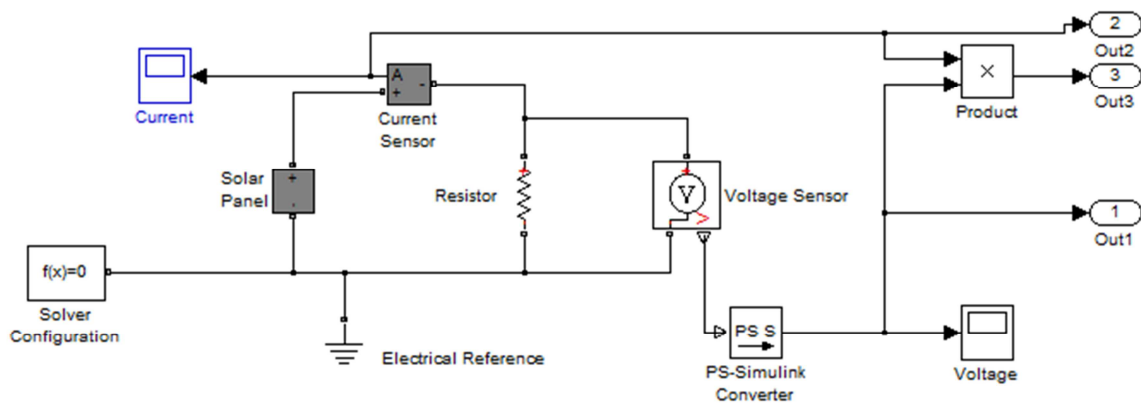 2
Out2
Current
A
+
-
Current
Sensor
×
Product
3
Out3
Solar
Panel
+
-
Resistor
+
V
Voltage Sensor
1
Out1
f(x)=0
Solver
Configuration
Electrical Reference
PS S
PS-Simulink
Converter
Voltage